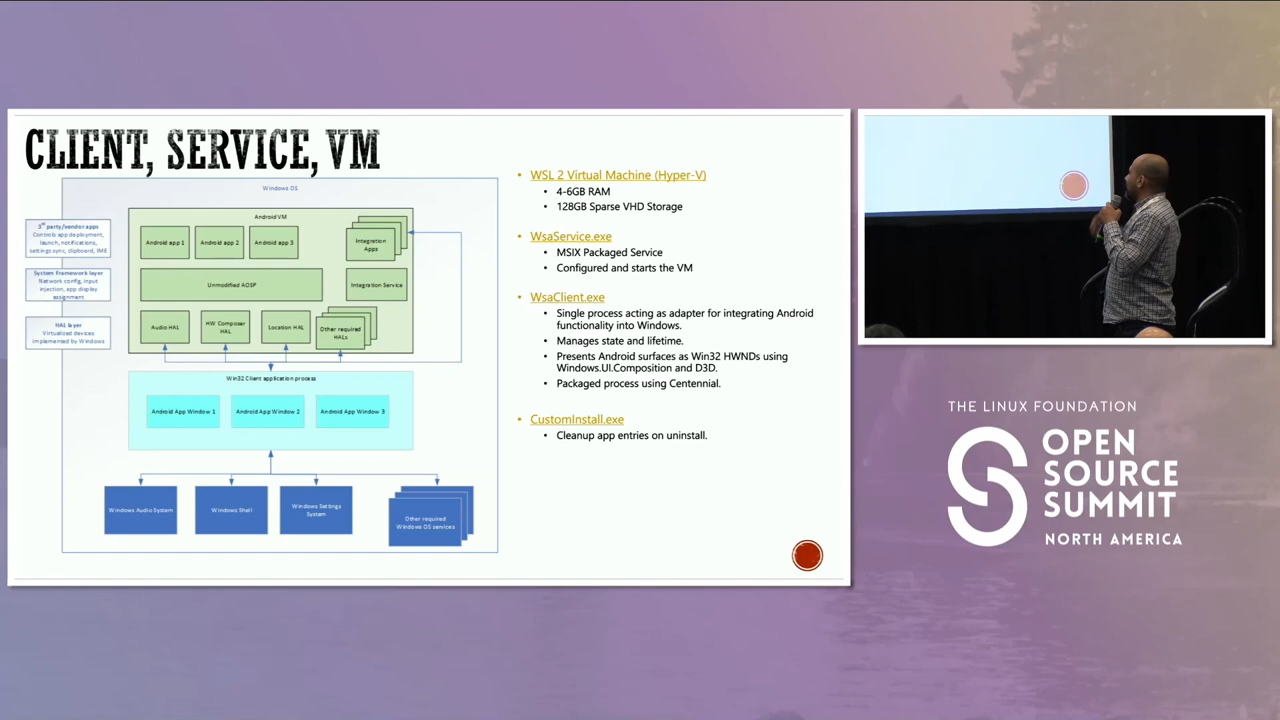 CLIENT, SERVICE, VM
Windows OS
3rd party/vendor apps
Controls app deployment,
launch, notifications,
settings sync, clipboard, IME
System Framework layer
Network config, input
injection, app display
assignment
HAL layer
Virtualized devices
implemented by Windows
Android VM
Android app 1
Android app 2
Android app 3
Integration
Apps
Unmodified AOSP
Integration Service
Audio HAL
HW Composer
HAL
Location HAL
Other required
HALs
Win32 Client application process
Android App Window 1
Android App Window 2
Android App Window 3
Windows Audio System
Windows Shell
Windows Settings
System
Other required
Windows OS services
• WSL 2 Virtual Machine (Hyper-V)
• 4-6GB RAM
• 128GB Sparse VHD Storage
• WsaService.exe
• MSIX Packaged Service
• Configured and starts the VM
• WsaClient.exe
• Single process acting as adapter for integrating Android
functionality into Windows.
• Manages state and lifetime.
• Presents Android surfaces as Win32 HWNDs using
Windows.UI.Composition and D3D.
• Packaged process using Centennial.
• CustomInstall.exe
• Cleanup app entries on uninstall.
THE LINUX FOUNDATION
OPEN
SOURCE
SUMMIT
NORTH AMERICA